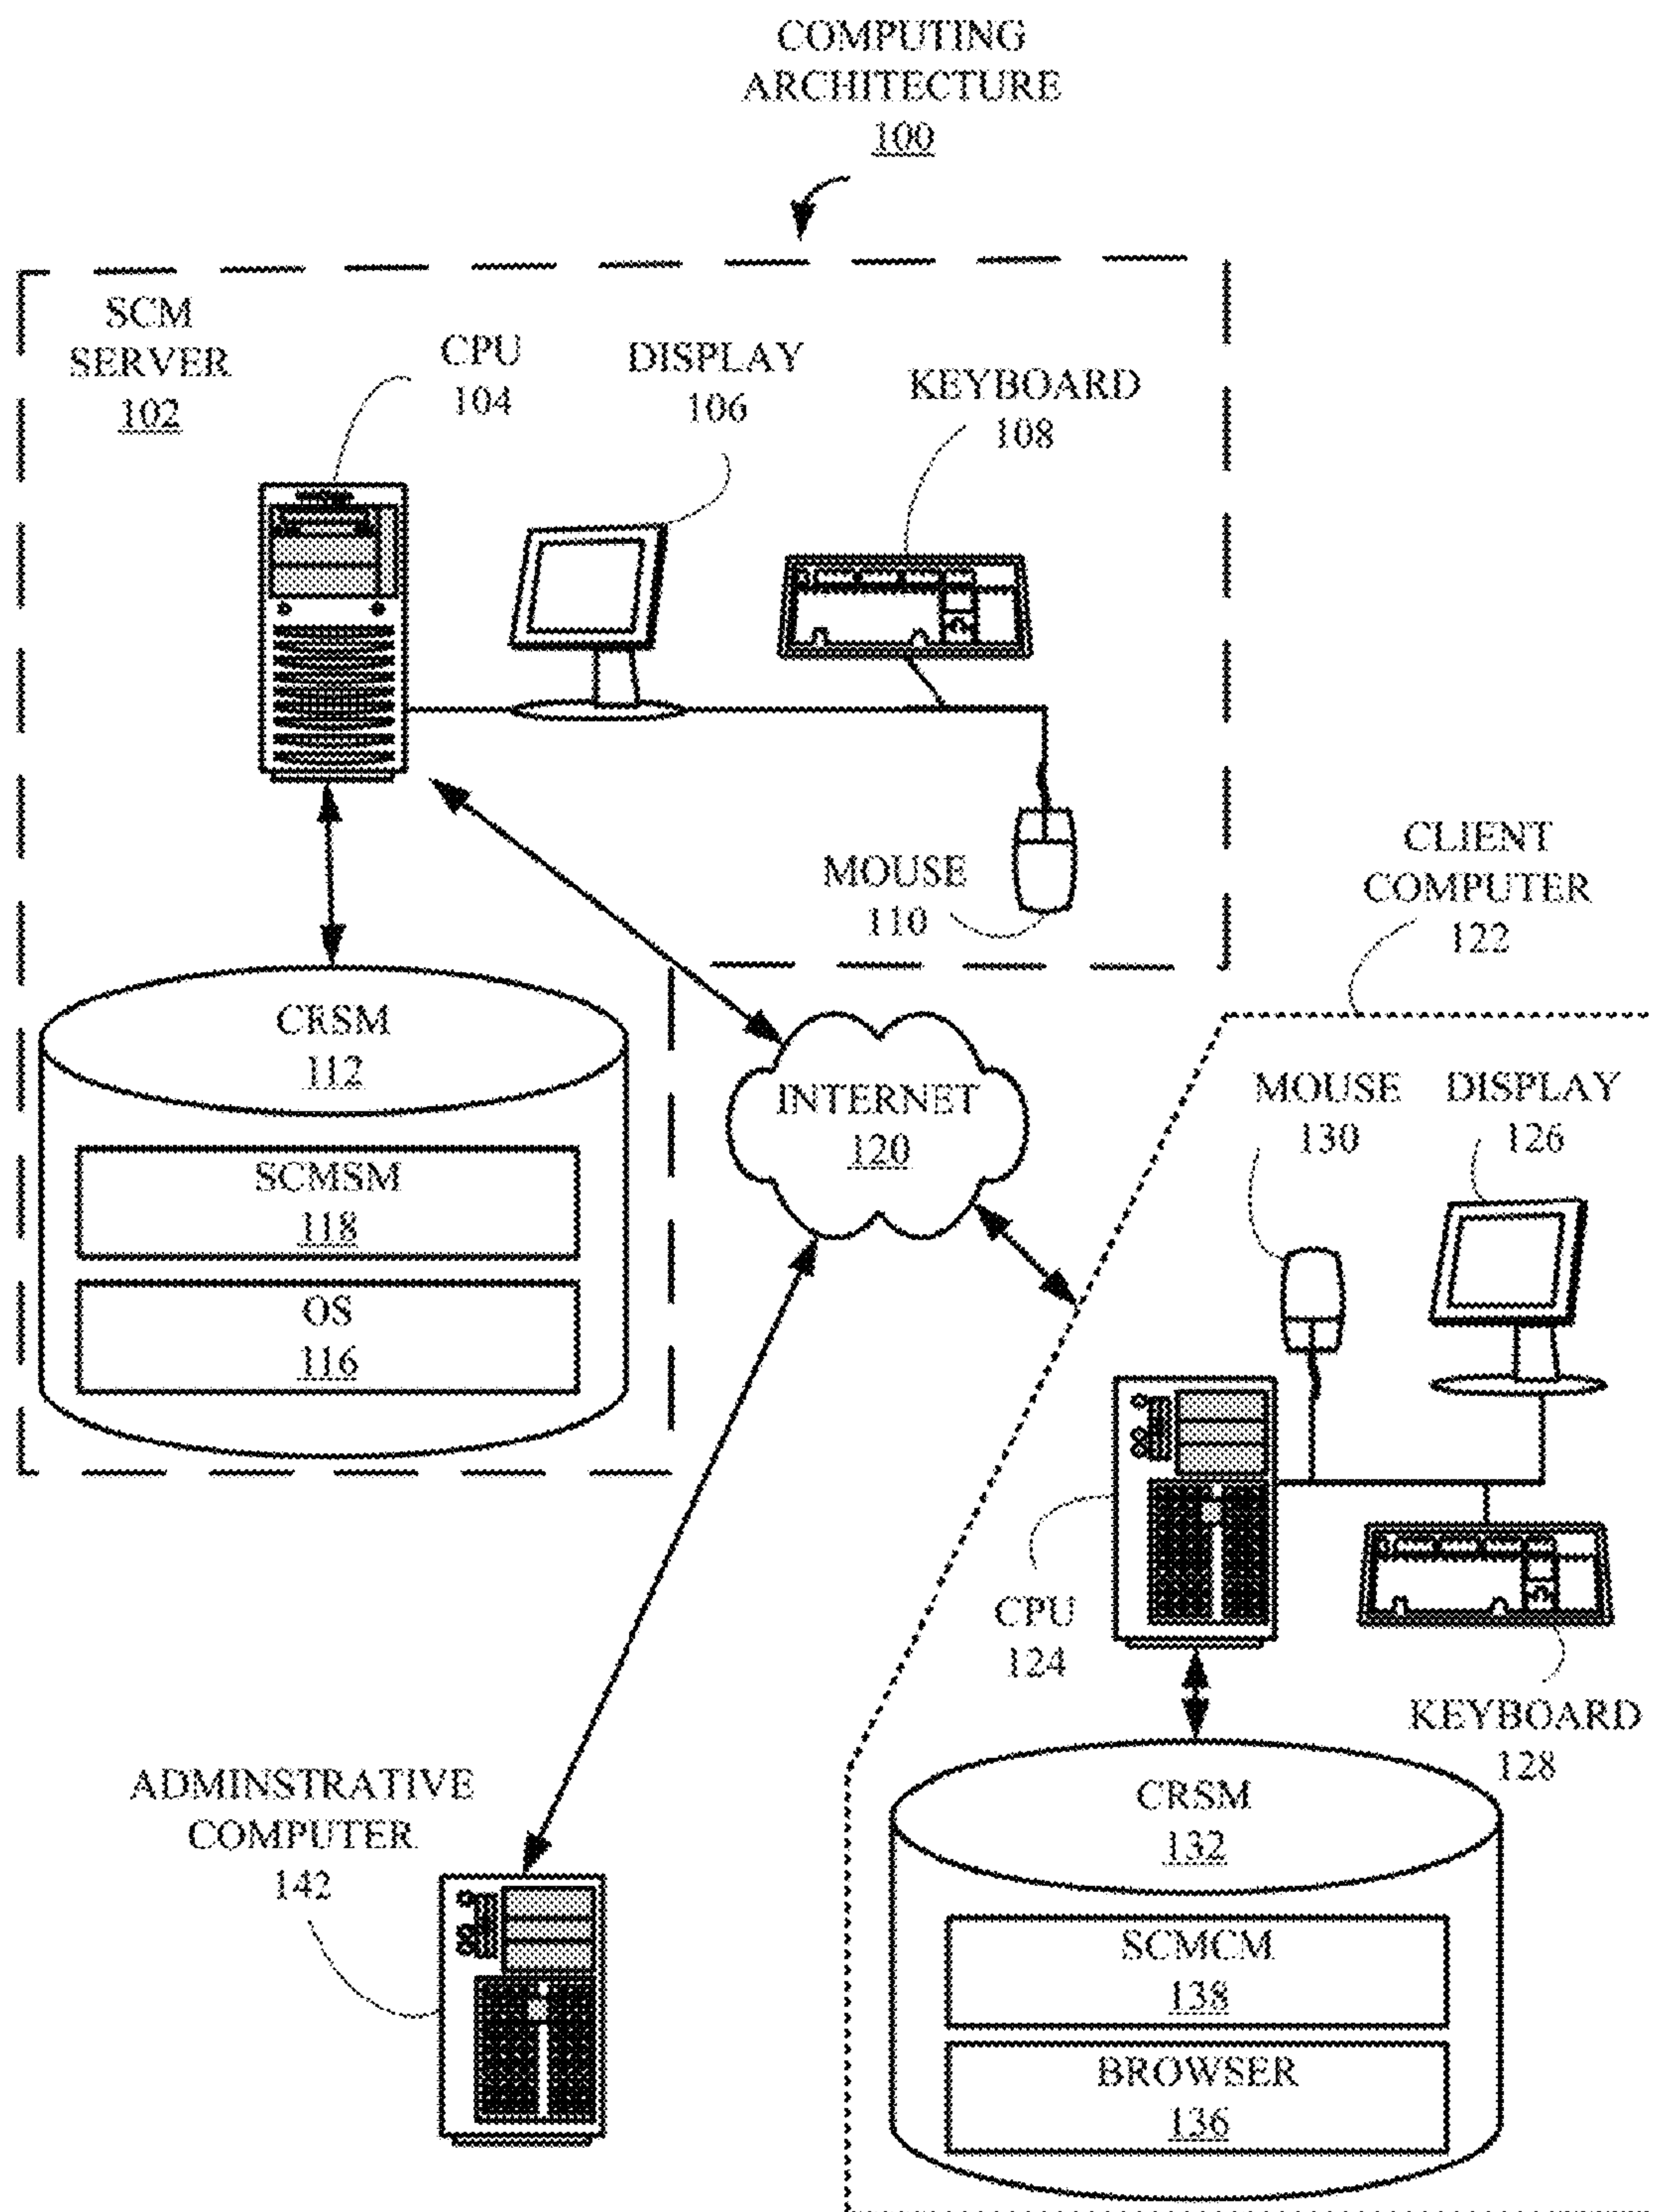 COMPUTING
ARCHITECTURE
100
SCM
SERVER
102
CPU
104
DISPLAY
106
KEYBOARD
108
MOUSE
110
CLIENT
COMPUTER
122
CRSM
112
SCMSM
118
OS
116
INTERNET
120
MOUSE
130
DISPLAY
126
CPU
124
KEYBOARD
128
ADMINSTRATIVE
COMPUTER
142
CRSM
132
SCMCM
138
BROWSER
136